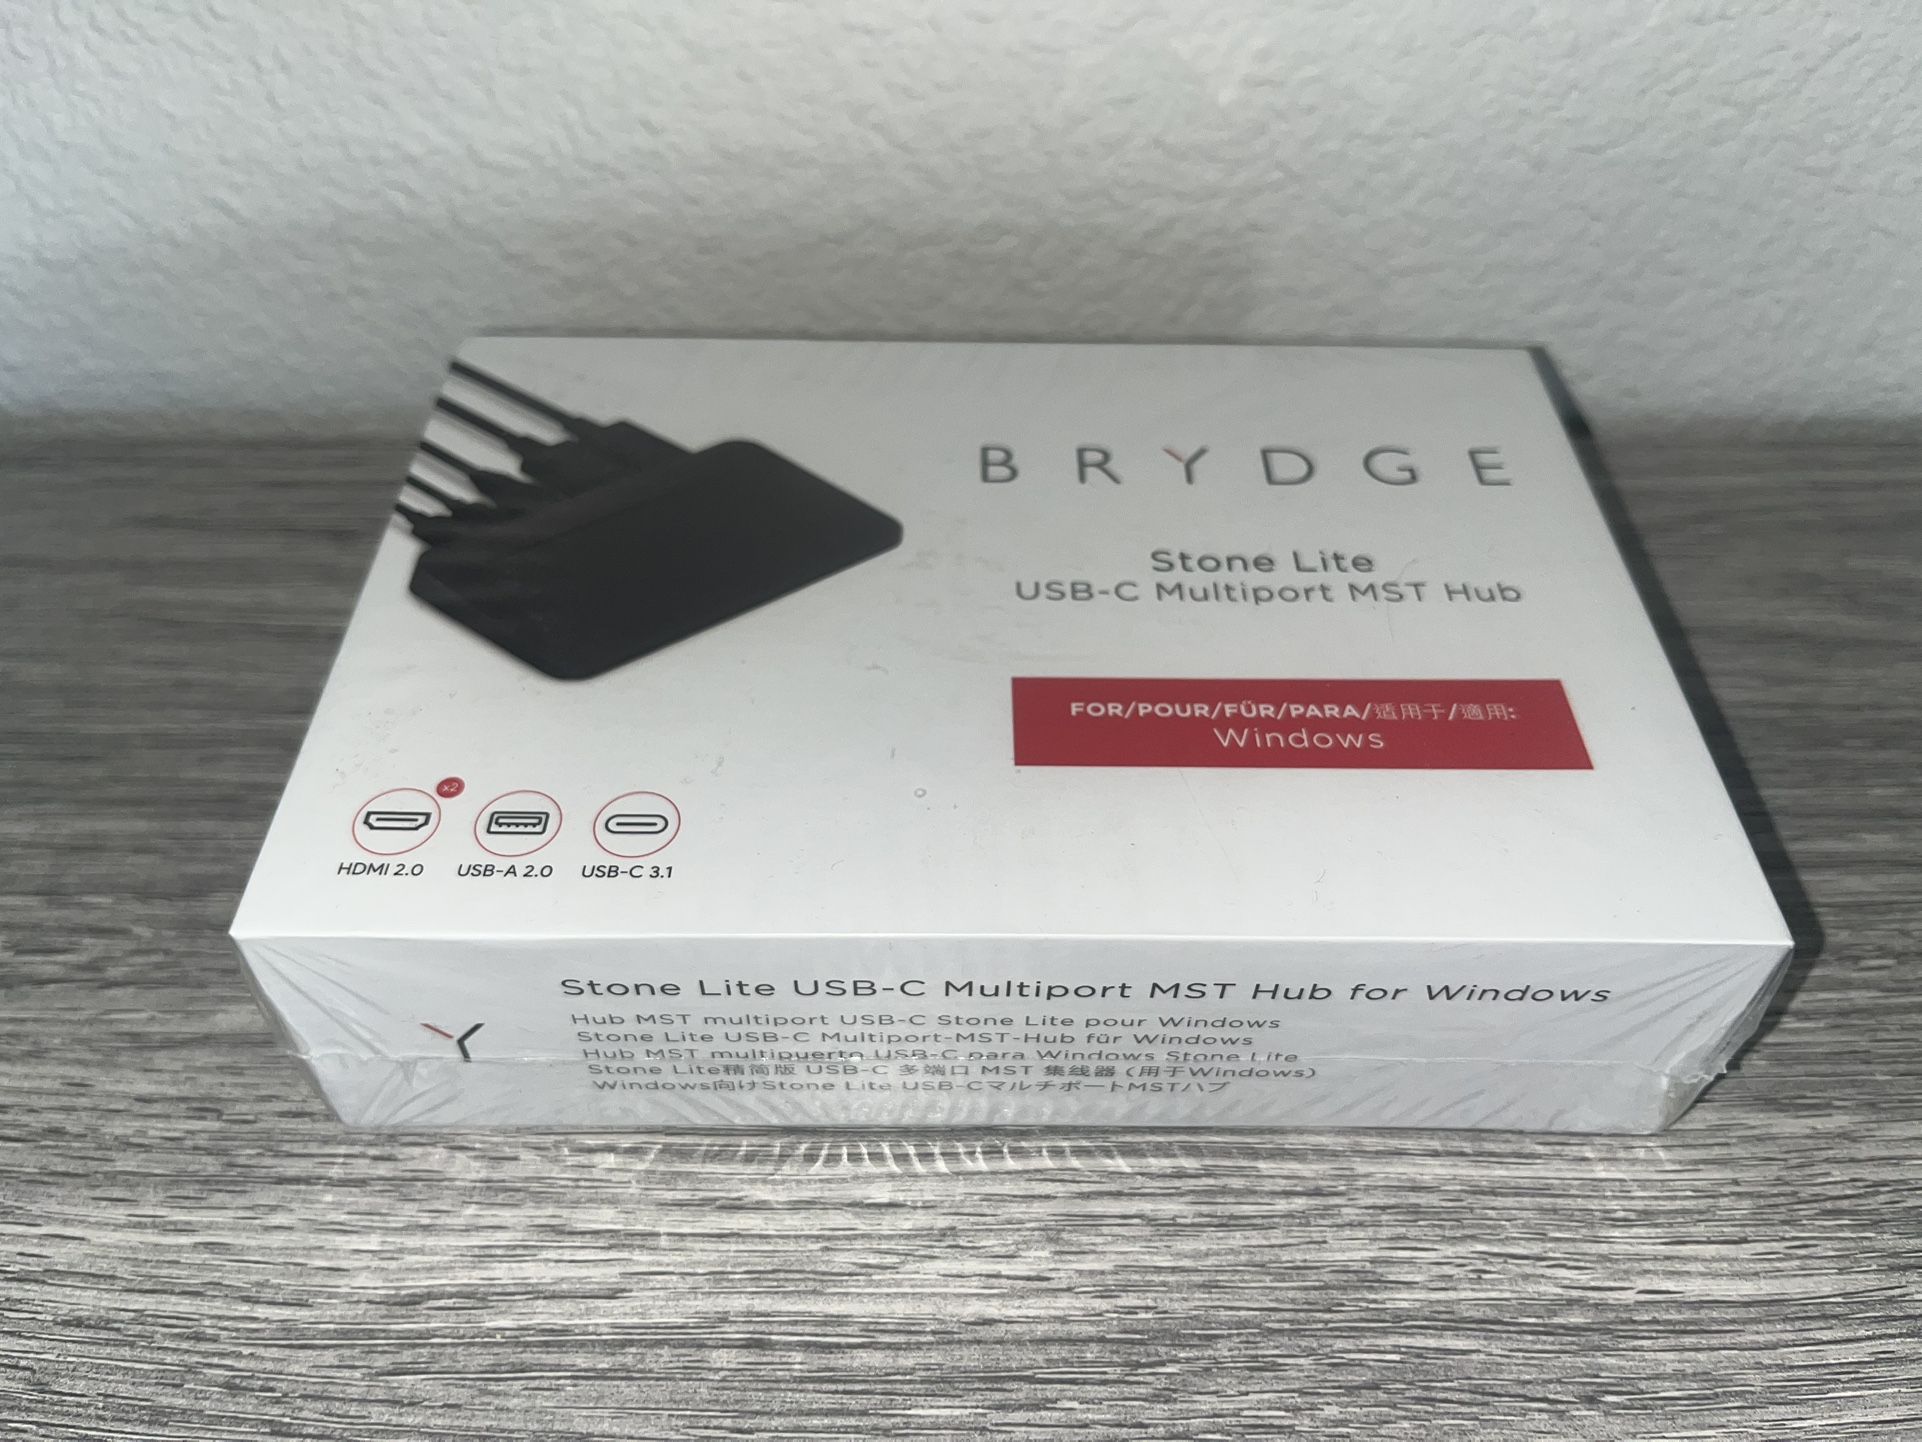 BRYDGE
Stone Lite
USB-C Multiport MST Hub
FOR/POUR/FÜR/PARA/适用于/適用:
Windows
x2
HDMI 2.0
USB-A 2.0
USB-C 3.1
Stone Lite USB-C Multiport MST Hub for Windows
Hub MST multiport USB-C Stone Lite pour Windows
Stone Lite USB-C Multiport-MST-Hub für Windows
Hub MST multipuerto USB-C para Windows Stone Lite
Stone Lite精简版 USB-C 多端口 MST 集线器 (用于Windows)
Windows向けStone Lite USB-CマルチポートMSTハブ